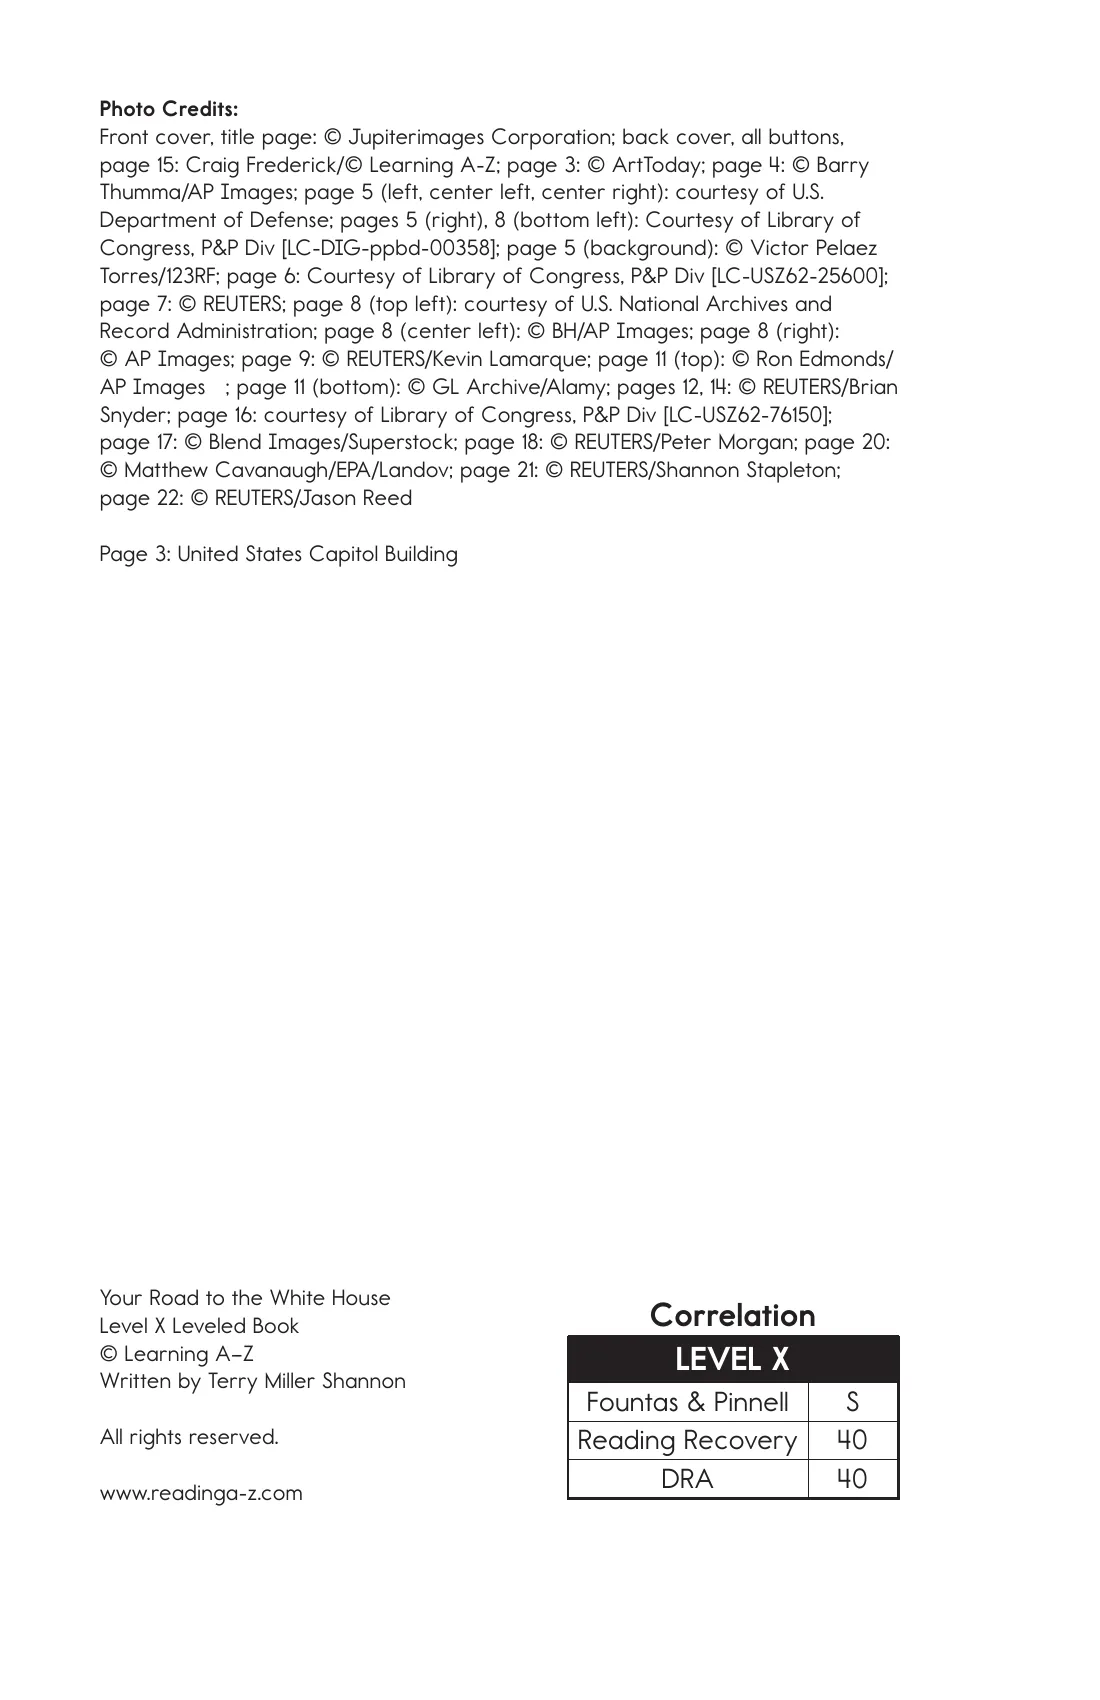 Photo Credits:
Front cover, title page: © Jupiterimages Corporation; back cover, all buttons,
page 15: Craig Frederick/© Learning A-Z; page 3: © ArtToday; page 4: © Barry
Thumma/AP Images; page 5 (left, center left, center right): courtesy of U.S.
Department of Defense; pages 5 (right), 8 (bottom left): Courtesy of Library of
Congress, P&P Div [LC-DIG-ppbd-00358]; page 5 (background): © Victor Pelaez
Torres/123RF; page 6: Courtesy of Library of Congress, P&P Div [LC-USZ62-25600];
page 7: © REUTERS; page 8 (top left): courtesy of U.S. National Archives and
Record Administration; page 8 (center left): © BH/AP Images; page 8 (right):
© AP Images; page 9: © REUTERS/Kevin Lamarque; page 11 (top): © Ron Edmonds/
AP Images ; page 11 (bottom): © GL Archive/Alamy; pages 12, 14: © REUTERS/Brian
Snyder; page 16: courtesy of Library of Congress, P&P Div [LC-USZ62-76150];
page 17: © Blend Images/Superstock; page 18: © REUTERS/Peter Morgan; page 20:
© Matthew Cavanaugh/EPA/Landov; page 21: © REUTERS/Shannon Stapleton;
page 22: © REUTERS/Jason Reed
Page 3: United States Capitol Building
Your Road to the White House
Level X Leveled Book
© Learning A–Z
Written by Terry Miller Shannon
All rights reserved.
www.readinga-z.com
Correlation
LEVEL X
Fountas & Pinnell S
Reading Recovery 40
DRA 40